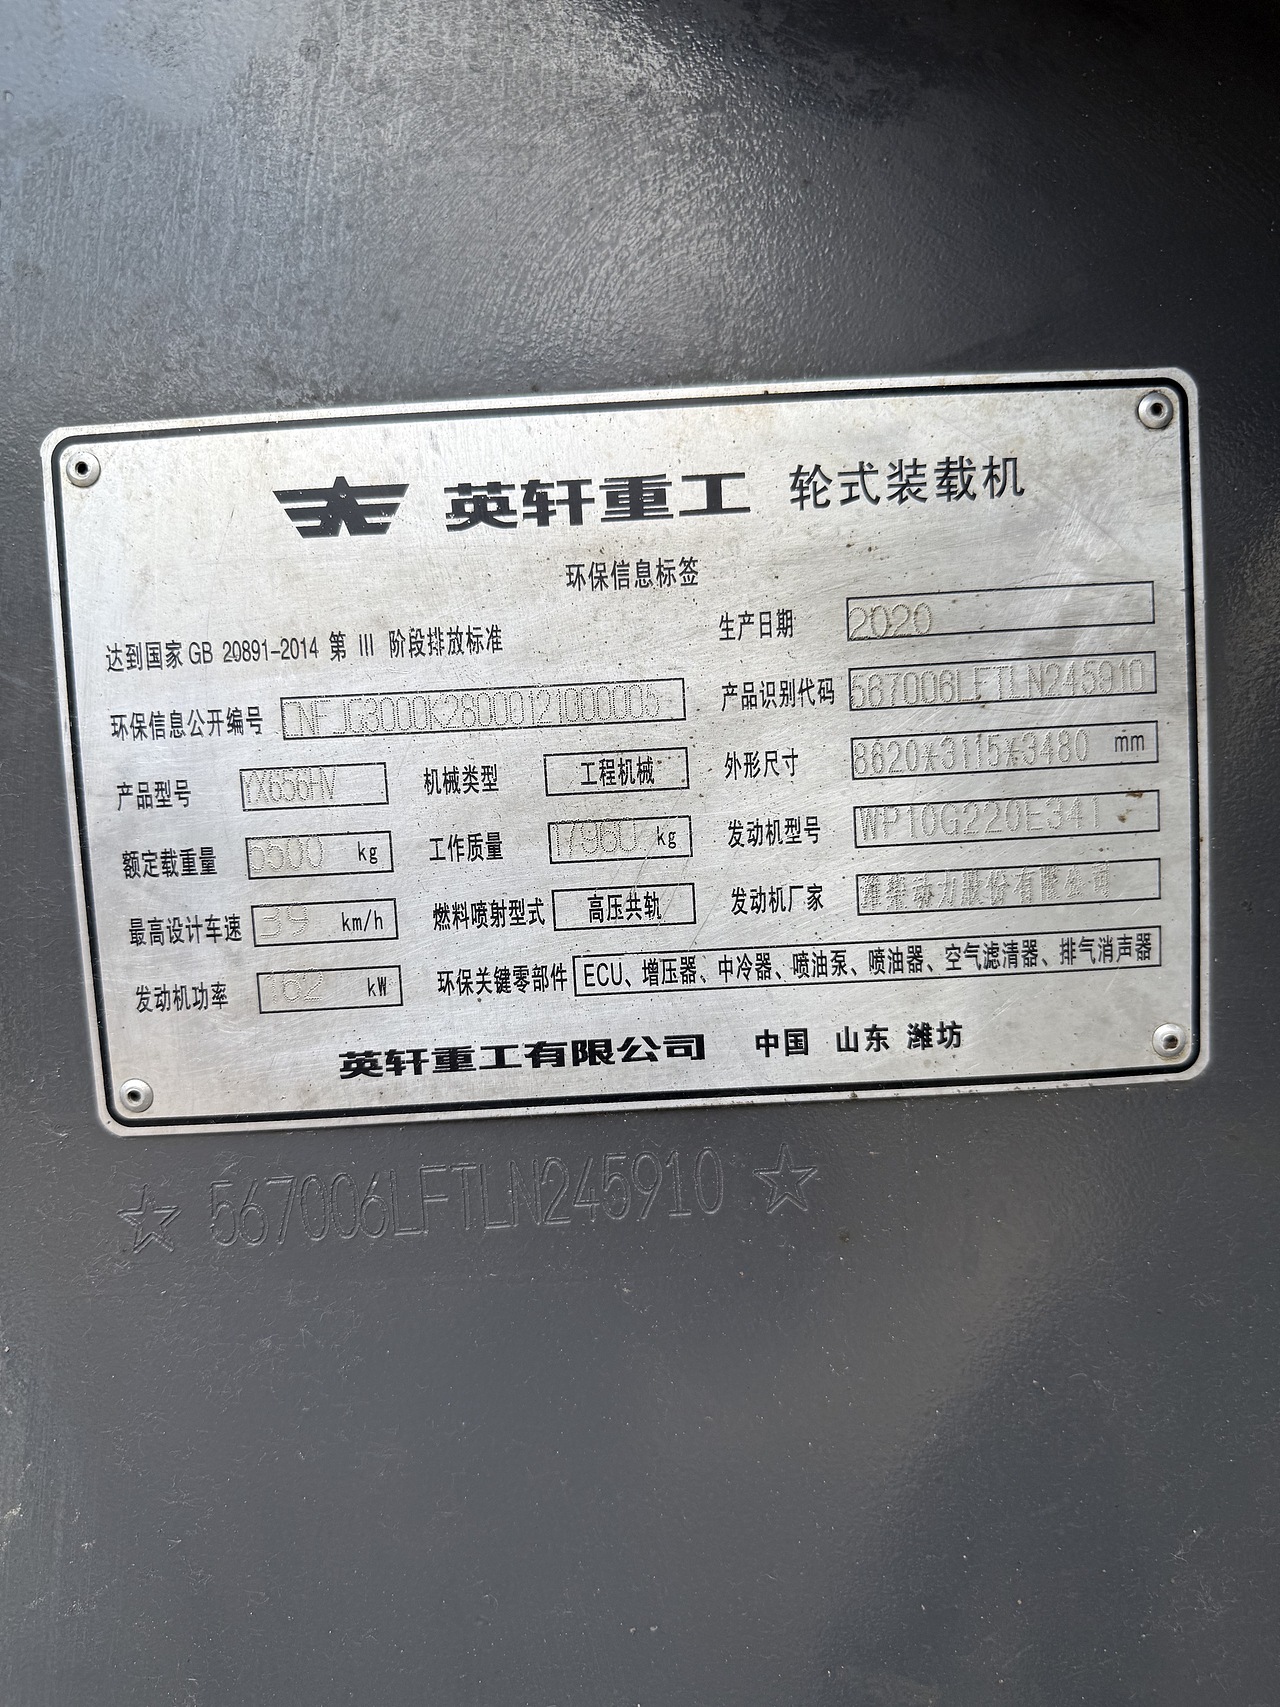 英轩重工 轮式装载机
环保信息标签
达到国家GB 20891-2014 第 III 阶段排放标准
生产日期 2020
环保信息公开编号 CNFJG3000K28000121000005
产品识别代码 567006LFTLN245910
产品型号 YX656HV 机械类型 工程机械
外形尺寸 8620x3115x3480 mm
额定载重量 5500 kg 工作质量 17960 kg
发动机型号 WP10G220E341
最高设计车速 39 km/h 燃料喷射型式 高压共轨
发动机厂家 潍柴动力股份有限公司
发动机功率 162 kW 环保关键零部件 ECU、增压器、中冷器、喷油泵、喷油器、空气滤清器、排气消声器
英轩重工有限公司 中国 山东 潍坊
☆ 567006LFTLN245910 ☆